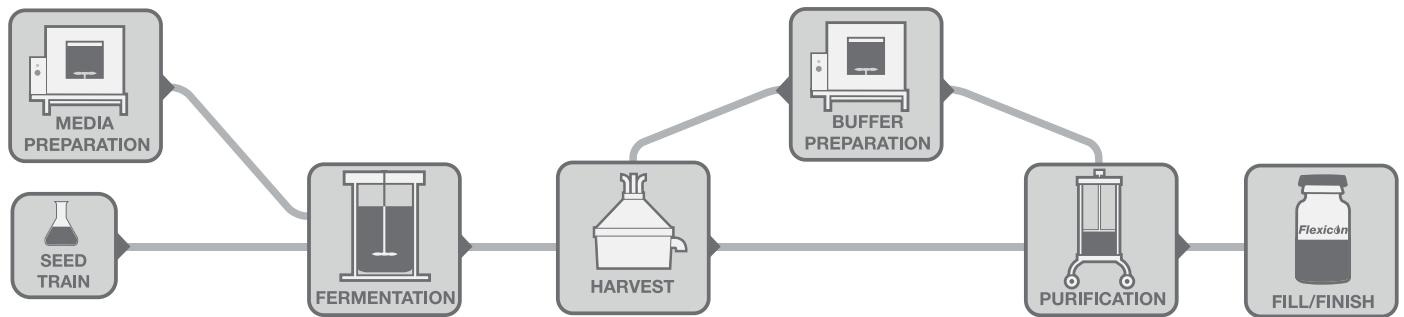 MEDIA
PREPARATION
SEED
TRAIN
FERMENTATION
HARVEST
BUFFER
PREPARATION
PURIFICATION
Flexicon
FILL/FINISH